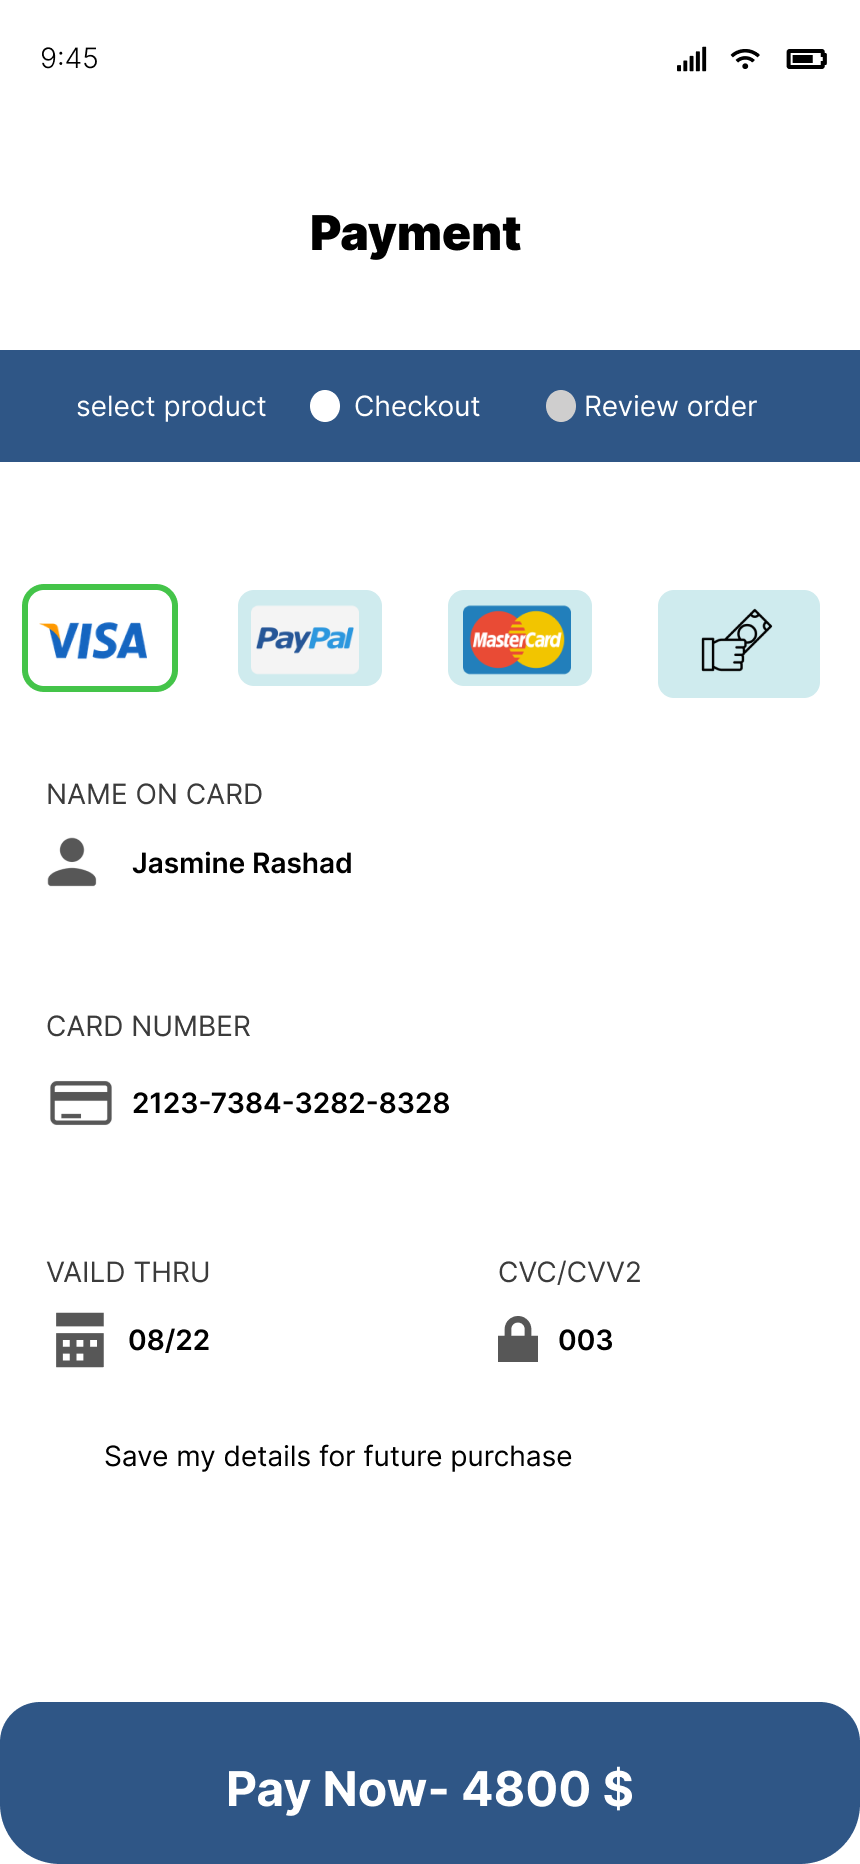 9:45
Payment
select product Checkout Review order
VISA PayPal MasterCard
NAME ON CARD
Jasmine Rashad
CARD NUMBER
2123-7384-3282-8328
VAILD THRU CVC/CVV2
08/22 003
Save my details for future purchase
Pay Now- 4800 $